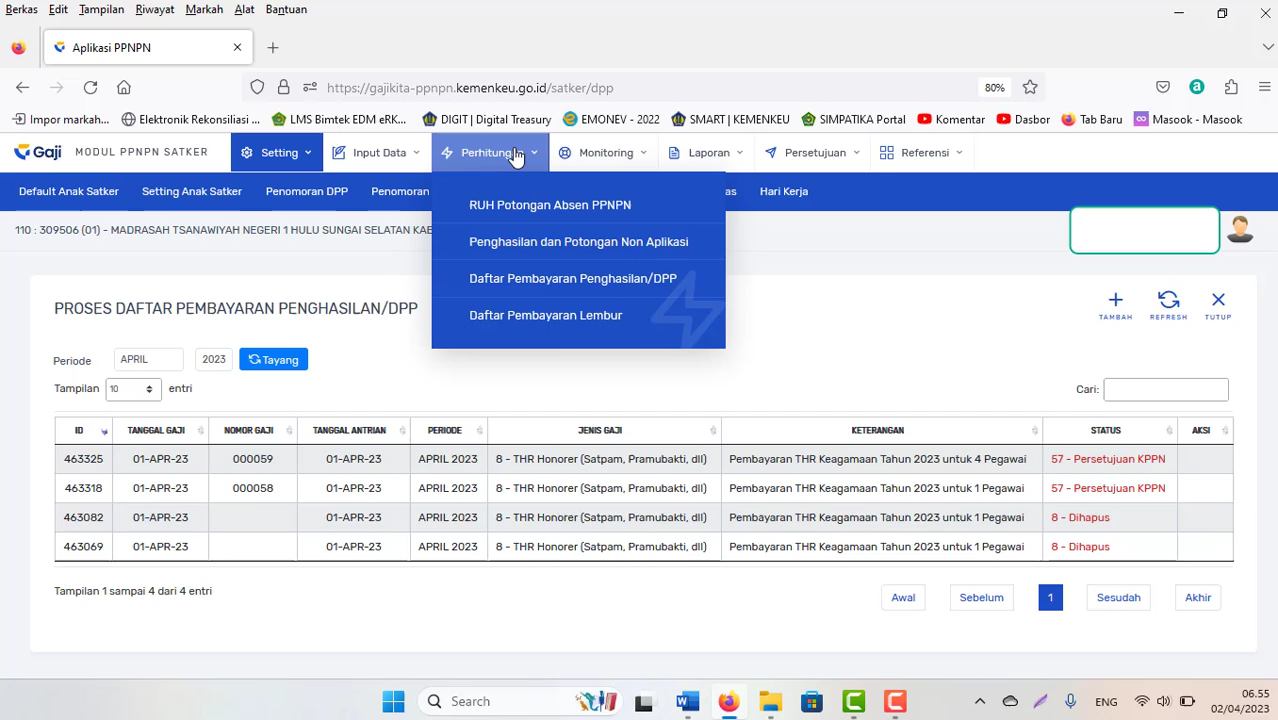 Berkas Edit Tampilan Riwayat Markah Alat Bantuan
Aplikasi PPNPN
https://gajikita-ppnpn.kemenkeu.go.id/satker/dpp 80%
Impor markah... Elektronik Rekonsiliasi ... LMS Bimtek EDM eRK... DIGIT | Digital Treasury EMONEV - 2022 SMART | KEMENKEU SIMPATIKA Portal Komentar Dasbor Tab Baru Masook - Masook
Gaji MODUL PPNPN SATKER Setting Input Data Monitoring Laporan Persetujuan Referensi
Default Anak Satker Setting Anak Satker Penomoran DPP Penomoran Hari Kerja
RUH Potongan Absen PPNPN
110 : 309506 (01) - MADRASAH TSANAWIYAH NEGERI 1 HULU SUNGAI SELATAN
Penghasilan dan Potongan Non Aplikasi
Daftar Pembayaran Penghasilan/DPP
Daftar Pembayaran Lembur
PROSES DAFTAR PEMBAYARAN PENGHASILAN/DPP
TAMBAH REFRESH TUTUP
Periode APRIL 2023 Tayang
Tampilan 10 entri Cari:
ID TANGGAL GAJI NOMOR GAJI TANGGAL ANTRIAN PERIODE JENIS GAJI KETERANGAN STATUS AKSI
463325 01-APR-23 000059 01-APR-23 APRIL 2023 8 - THR Honorer (Satpam, Pramubakti, dll) Pembayaran THR Keagamaan Tahun 2023 untuk 4 Pegawai 57 - Persetujuan KPPN
463318 01-APR-23 000058 01-APR-23 APRIL 2023 8 - THR Honorer (Satpam, Pramubakti, dll) Pembayaran THR Keagamaan Tahun 2023 untuk 1 Pegawai 57 - Persetujuan KPPN
463082 01-APR-23 01-APR-23 APRIL 2023 8 - THR Honorer (Satpam, Pramubakti, dll) Pembayaran THR Keagamaan Tahun 2023 untuk 1 Pegawai 8 - Dihapus
463069 01-APR-23 01-APR-23 APRIL 2023 8 - THR Honorer (Satpam, Pramubakti, dll) Pembayaran THR Keagamaan Tahun 2023 untuk 1 Pegawai 8 - Dihapus
Tampilan 1 sampai 4 dari 4 entri
Awal Sebelum 1 Sesudah Akhir
Search ENG 06.55
02/04/2023